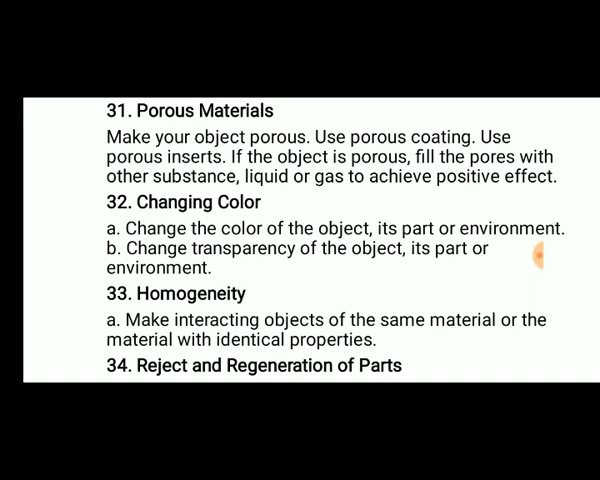 31. Porous Materials
Make your object porous. Use porous coating. Use
porous inserts. If the object is porous, fill the pores with
other substance, liquid or gas to achieve positive effect.
32. Changing Color
a. Change the color of the object, its part or environment.
b. Change transparency of the object, its part or
environment.
33. Homogeneity
a. Make interacting objects of the same material or the
material with identical properties.
34. Reject and Regeneration of Parts